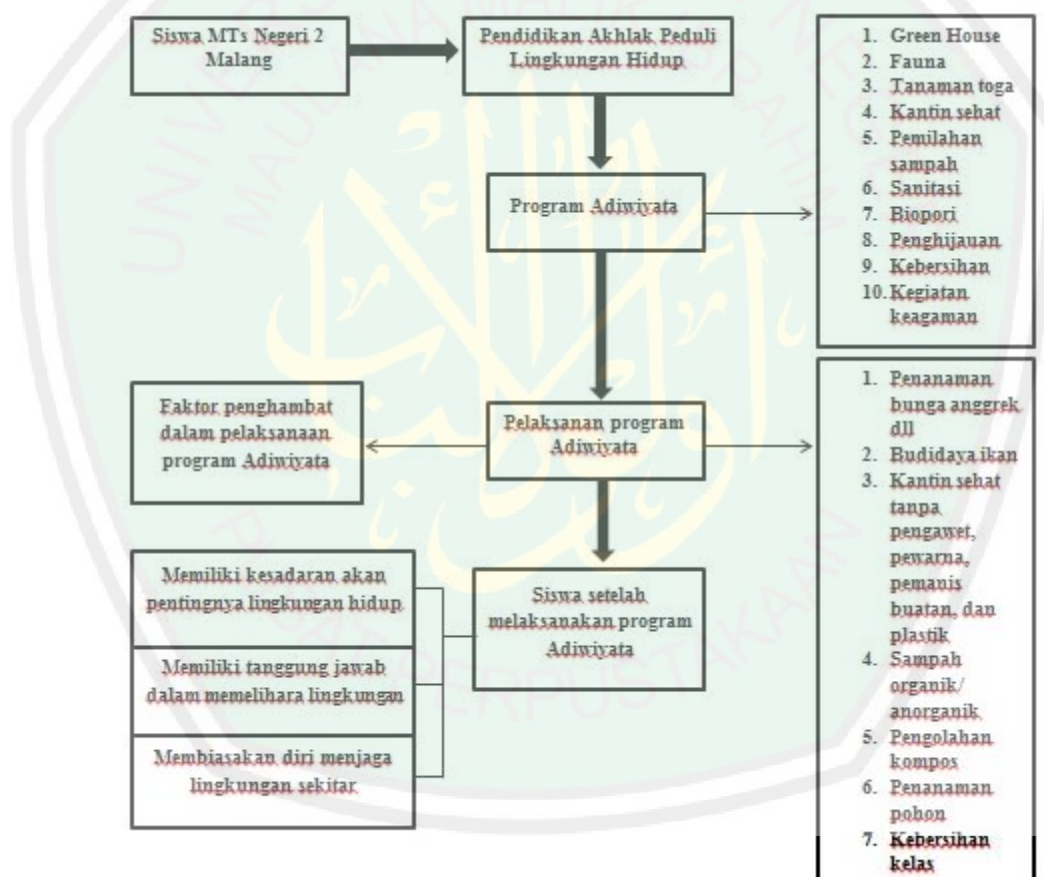 Siswa MTs Negeri 2
Malang
Pendidikan Akhlak Peduli
Lingkungan Hidup
Program Adiwiyata
1. Green House
2. Fauna
3. Tanaman toga
4. Kantin sehat
5. Pemilahan
sampah
6. Sanitasi
7. Biopori
8. Penghijauan
9. Kebersihan
10. Kegiatan
keagaman
Faktor penghambat
dalam pelaksanaan
program Adiwiyata
Pelaksanan program
Adiwiyata
1. Penanaman
bunga anggrek
dll
2. Budidaya ikan
3. Kantin sehat
tanpa
pengawet,
pewarna,
pemanis
buatan, dan
plastik
4. Sampah
organik/
anorganik
5. Pengolahan
kompos
6. Penanaman
pohon
7. Kebersihan
kelas
Siswa setelah
melaksanakan program
Adiwiyata
Memiliki kesadaran akan
pentingnya lingkungan hidup
Memiliki tanggung jawab
dalam memelihara lingkungan
Membiasakan diri menjaga
lingkungan sekitar
PUSAT PERPUSTAKAAN